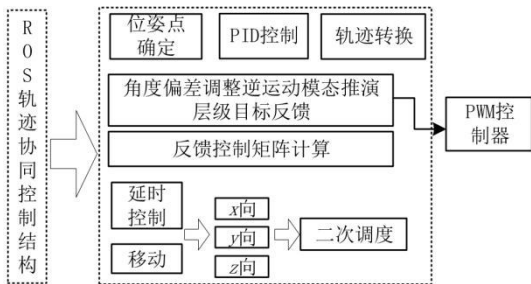 ROS轨迹协同控制结构
位姿点
确定
PID控制
轨迹转换
角度偏差调整逆运动模态推演
层级目标反馈
PWM控
制器
反馈控制矩阵计算
延时
控制
移动
x向
y向
z向
二次调度